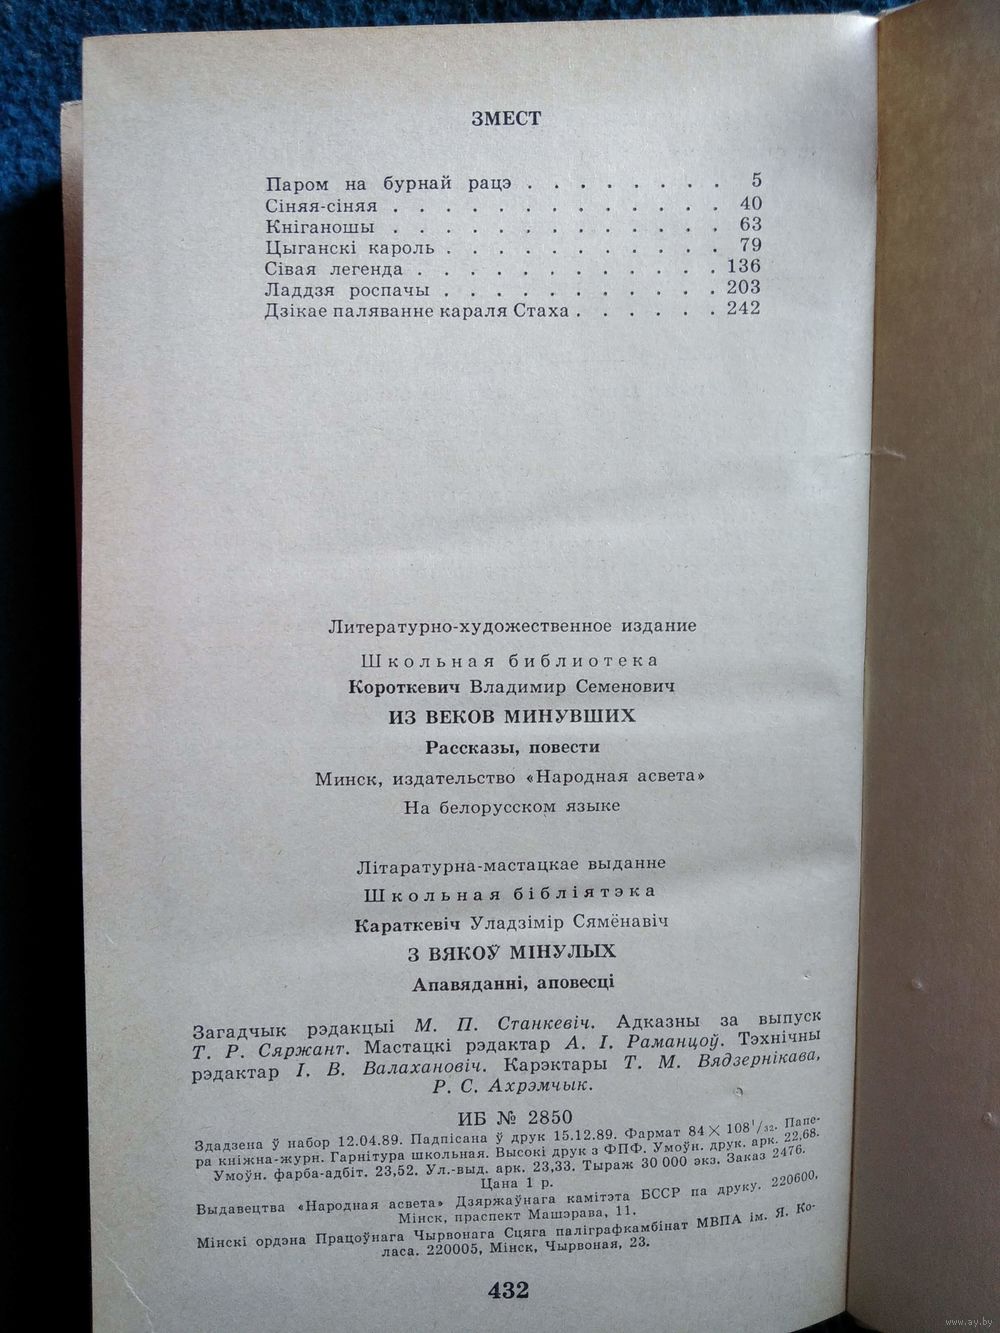 ЗМЕСТ
Паром на бурнай рацэ . . . . . . . . 5
Сіняя-сіняя . . . . . . . . . . . . . 40
Кніганошы . . . . . . . . . . . . . 63
Цыганскі кароль . . . . . . . . . . . 79
Сівая легенда . . . . . . . . . . . . 136
Ладдзя роспачы . . . . . . . . . . . 203
Дзікае паляванне караля Стаха . . . . . . 242
Литературно-художественное издание
Школьная библиотека
Короткевич Владимир Семенович
ИЗ ВЕКОВ МИНУВШИХ
Рассказы, повести
Минск, издательство «Народная асвета»
На белорусском языке
Літаратурна-мастацкае выданне
Школьная бібліятэка
Караткевіч Уладзімір Сямёнавіч
З ВЯКОЎ МІНУЛЫХ
Апавяданні, аповесці
Загадчык рэдакцыі М. П. Станкевіч. Адказны за выпуск
Т. Р. Сяржант. Мастацкі рэдактар А. І. Раманцоў. Тэхнічны
рэдактар І. В. Валахановіч. Карэктары Т. М. Вядзернікава,
Р. С. Ахрэмчык.
ИБ № 2850
Здадзена ў набор 12.04.89. Падпісана ў друк 15.12.89. Фармат 84×108¹/₃₂. Папе-
ра кніжна-журн. Гарнітура школьная. Высокі друк з ФПФ. Умоўн. друк. арк. 22,68.
Умоўн. фарба-адбіт. 23,52. Ул.-выд. арк. 23,33. Тыраж 30 000 экз. Заказ 2476.
Цана 1 р.
Выдавецтва «Народная асвета» Дзяржаўнага камітэта БССР па друку. 220600,
Мінск, праспект Машэрава, 11.
Мінскі ордэна Працоўнага Чырвонага Сцяга паліграфкамбінат МВПА ім. Я. Ко-
ласа. 220005, Мінск, Чырвоная, 23.
432
www.ay.by